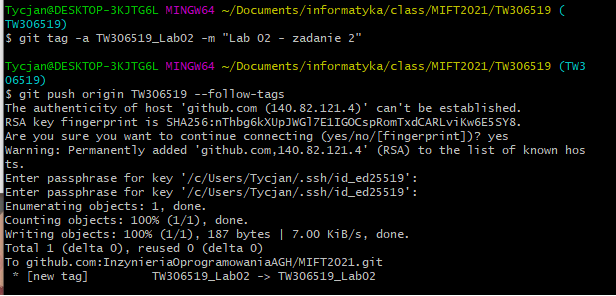 Tycjan@DESKTOP-3KJTG6L MINGW64 ~/Documents/informatyka/class/MIFT2021/TW306519 (
TW306519)
$ git tag -a TW306519_Lab02 -m "Lab 02 - zadanie 2"
Tycjan@DESKTOP-3KJTG6L MINGW64 ~/Documents/informatyka/class/MIFT2021/TW306519 (TW3
06519)
$ git push origin TW306519 --follow-tags
The authenticity of host 'github.com (140.82.121.4)' can't be established.
RSA key fingerprint is SHA256:nThbg6kXUpJWGl7E1IGOCspRomTxdCARLviKw6E5SY8.
Are you sure you want to continue connecting (yes/no/[fingerprint])? yes
Warning: Permanently added 'github.com,140.82.121.4' (RSA) to the list of known hos
ts.
Enter passphrase for key '/c/Users/Tycjan/.ssh/id_ed25519':
Enter passphrase for key '/c/Users/Tycjan/.ssh/id_ed25519':
Enumerating objects: 1, done.
Counting objects: 100% (1/1), done.
Writing objects: 100% (1/1), 187 bytes | 7.00 KiB/s, done.
Total 1 (delta 0), reused 0 (delta 0)
To github.com:InzynieriaOprogramowaniaAGH/MIFT2021.git
 * [new tag]         TW306519_Lab02 -> TW306519_Lab02